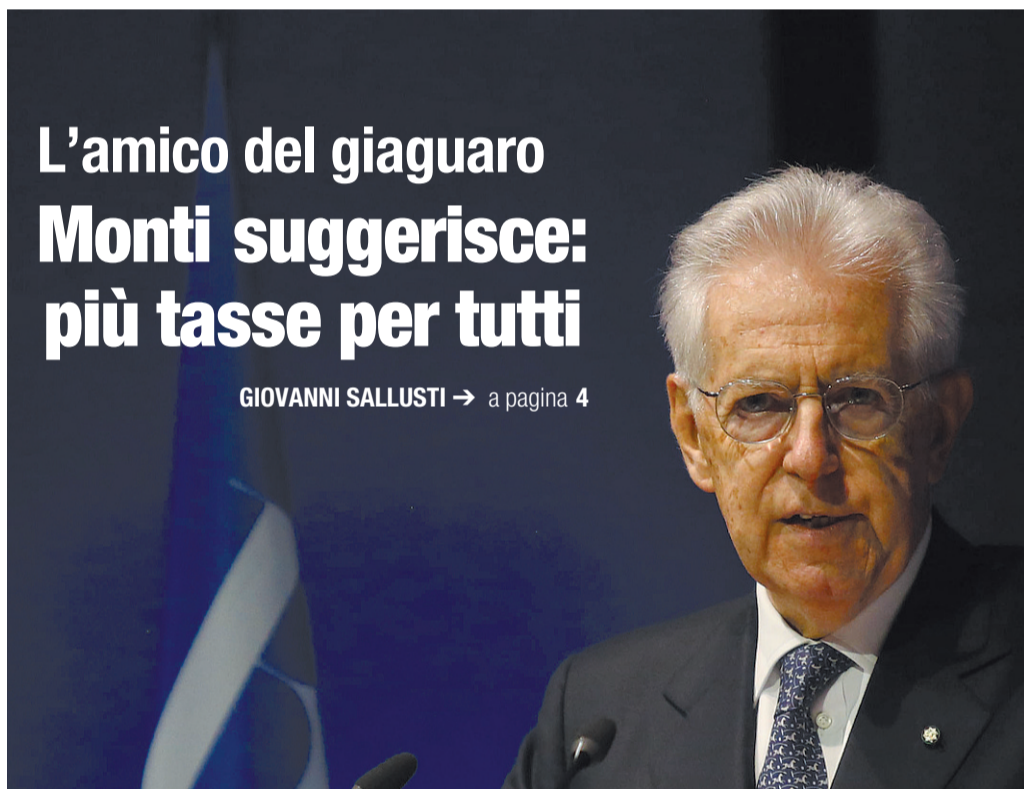 L’amico del giaguaro
Monti suggerisce:
più tasse per tutti
GIOVANNI SALLUSTI ➔ a pagina 4